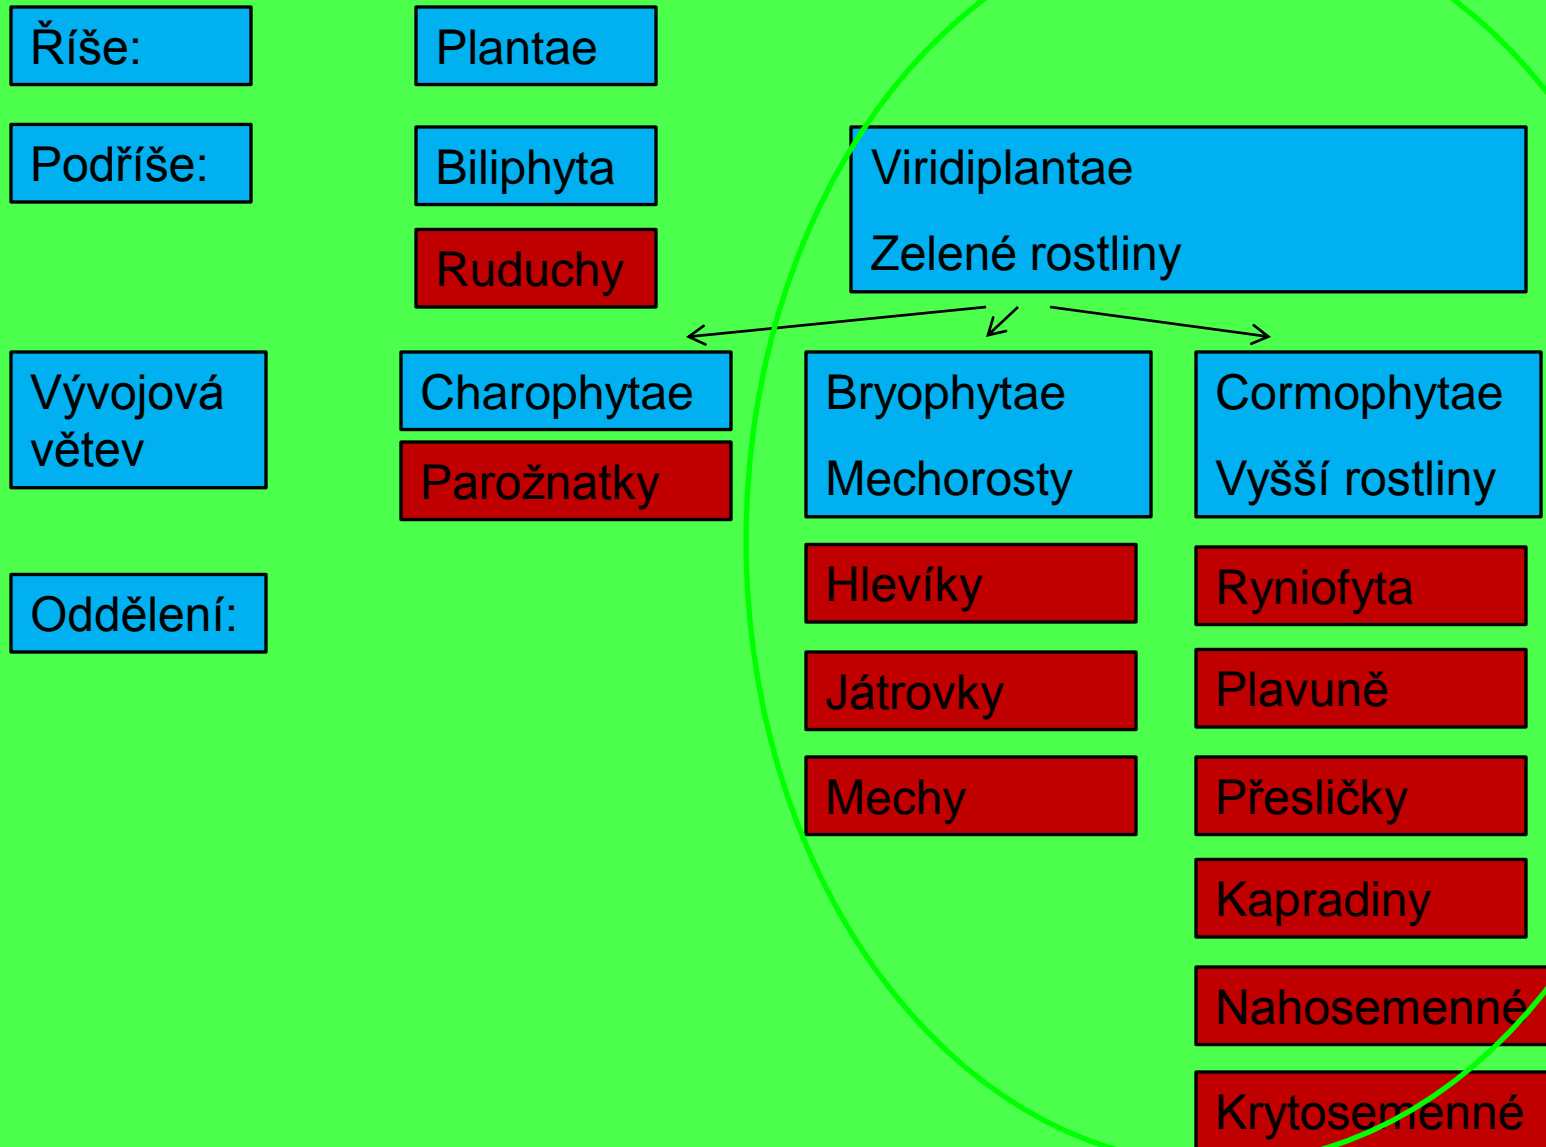 Říše:
Plantae
Podříše:
Biliphyta
Viridiplantae
Zelené rostliny
Ruduchy
Vývojová
větev
Charophytae
Parožnatky
Bryophytae
Mechorosty
Cormophytae
Vyšší rostliny
Oddělení:
Hlevíky
Játrovky
Mechy
Ryniofyta
Plavuně
Přesličky
Kapradiny
Nahosemenné
Krytosemenné